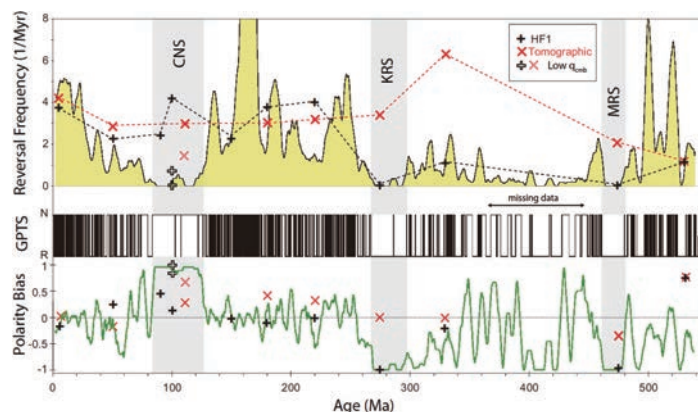 Reversal Frequency (1/Myr)
8
6
4
2
0
CNS
KRS
MRS
HF1
Tomographic
Low qcmb
missing data
GPTS
N
R
Polarity Bias
1
0.5
0
-0.5
-1
0
100
200
300
400
500
Age (Ma)